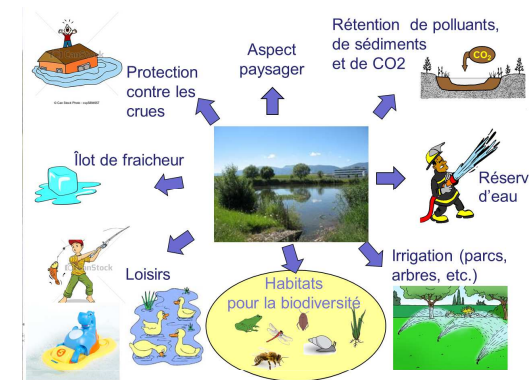 Protection
contre les
crues
Aspect
paysager
Rétention de polluants,
de sédiments
et de CO2
CO2
Îlot de fraicheur
Réserv
d'eau
Loisirs
Habitats
pour la biodiversité
Irrigation (parcs,
arbres, etc.)